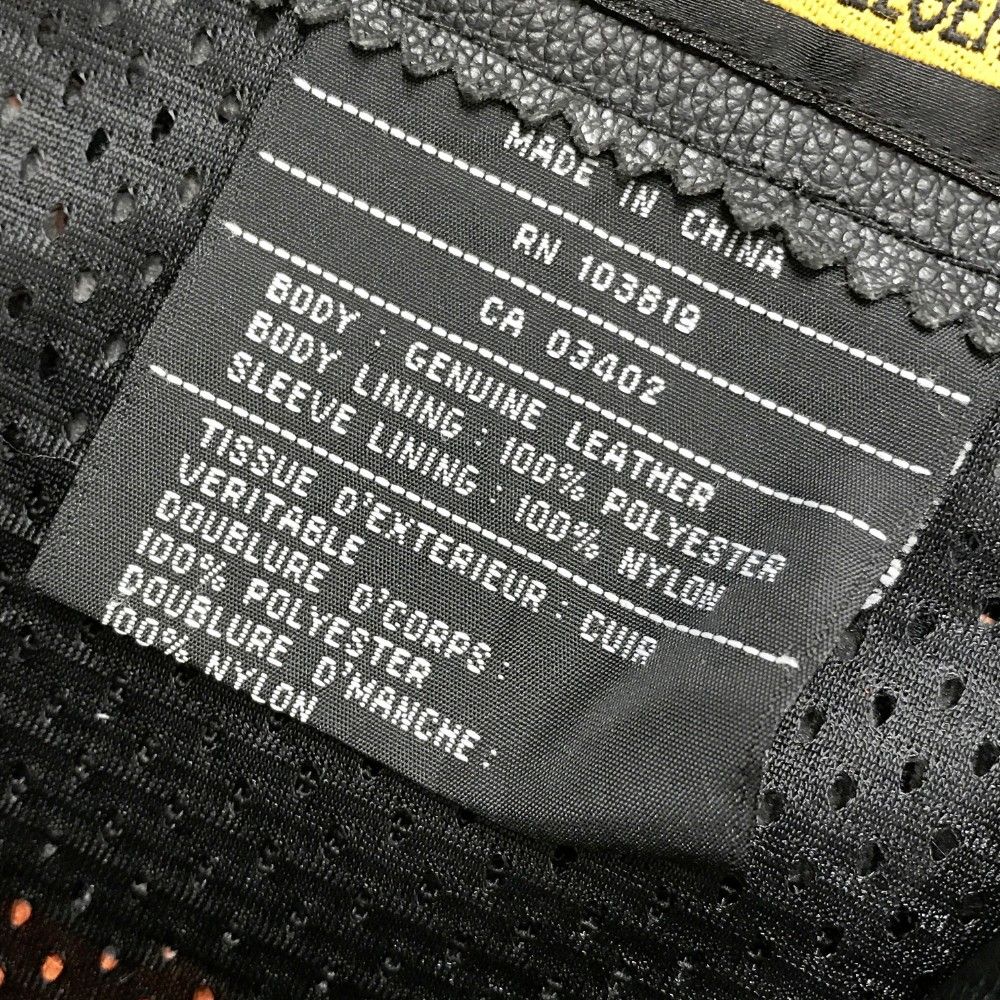 MADE IN CHINA
RN 103819
CA 03402
BODY : GENUINE LEATHER
BODY LINING : 100% POLYESTER
SLEEVE LINING : 100% NYLON
TISSUE D'EXTERIEUR : CUIR
VERITABLE
DOUBLURE D'CORPS :
100% POLYESTER
DOUBLURE D'MANCHE :
100% NYLON